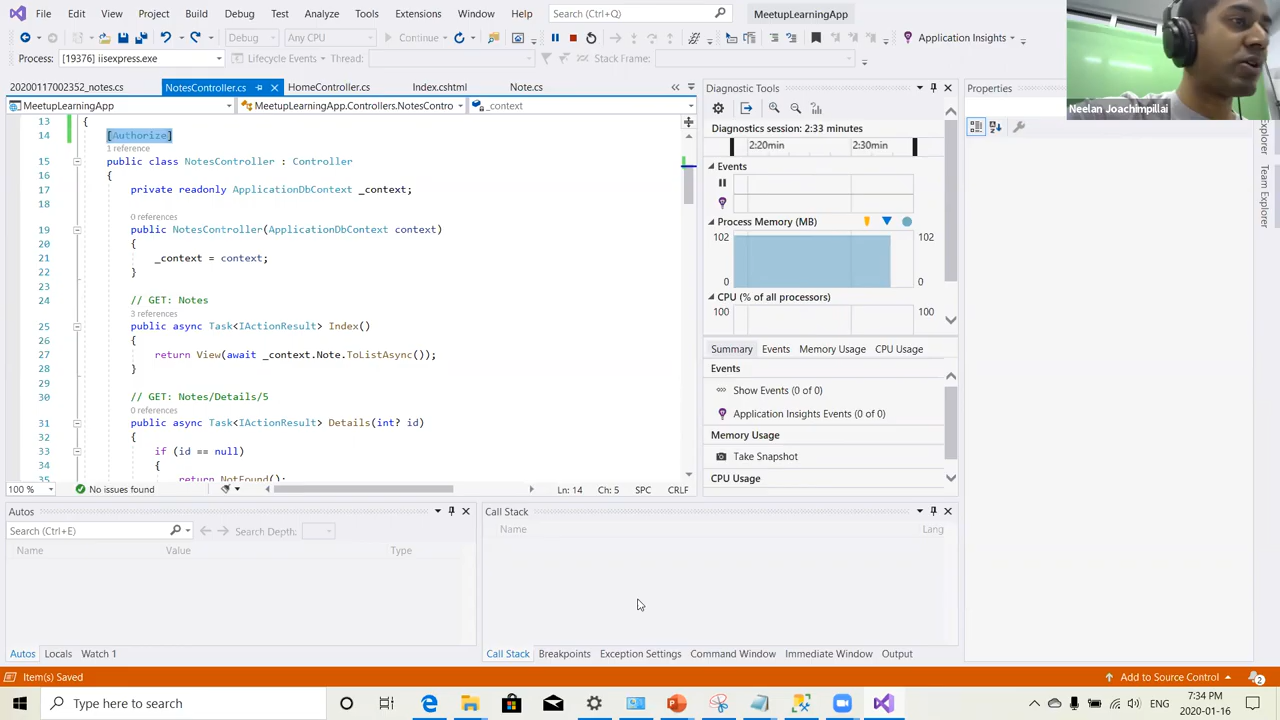 File Edit View Project Build Debug Test Analyze Tools Extensions Window Help Search (Ctrl+Q) MeetupLearningApp
Debug Any CPU Continue Application Insights
Process: [19376] iisexpress.exe Lifecycle Events Thread: Stack Frame:
Neelan Joachimpillai
20200117002352_notes.cs NotesController.cs HomeController.cs Index.cshtml Note.cs
MeetupLearningApp MeetupLearningApp.Controllers.NotesContro _context
13 {
14 [Authorize]
1 reference
15 public class NotesController : Controller
16 {
17 private readonly ApplicationDbContext _context;
18
0 references
19 public NotesController(ApplicationDbContext context)
20 {
21 _context = context;
22 }
23
24 // GET: Notes
3 references
25 public async Task<IActionResult> Index()
26 {
27 return View(await _context.Note.ToListAsync());
28 }
29
30 // GET: Notes/Details/5
0 references
31 public async Task<IActionResult> Details(int? id)
32 {
33 if (id == null)
34 {
35 return NotFound();
100 % No issues found Ln: 14 Ch: 5 SPC CRLF
Diagnostic Tools
Diagnostics session: 2:33 minutes
2:20min 2:30min
Events
Process Memory (MB)
102 102
0 0
CPU (% of all processors)
100 100
Summary Events Memory Usage CPU Usage
Events
Show Events (0 of 0)
Application Insights Events (0 of 0)
Memory Usage
Take Snapshot
CPU Usage
Properties
Team Explorer
Autos
Search (Ctrl+E) Search Depth:
Name Value Type
Autos Locals Watch 1
Call Stack
Name Lang
Call Stack Breakpoints Exception Settings Command Window Immediate Window Output
Item(s) Saved Add to Source Control 2
Type here to search
ENG 7:34 PM
2020-01-16